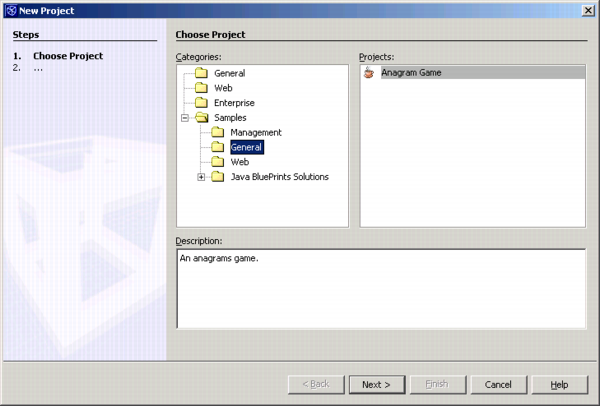 New Project
Steps
1. Choose Project
2. ...
Choose Project
Categories:
General
Web
Enterprise
Samples
Management
General
Web
Java BluePrints Solutions
Projects:
Anagram Game
Description:
An anagrams game.
< Back
Next >
Finish
Cancel
Help